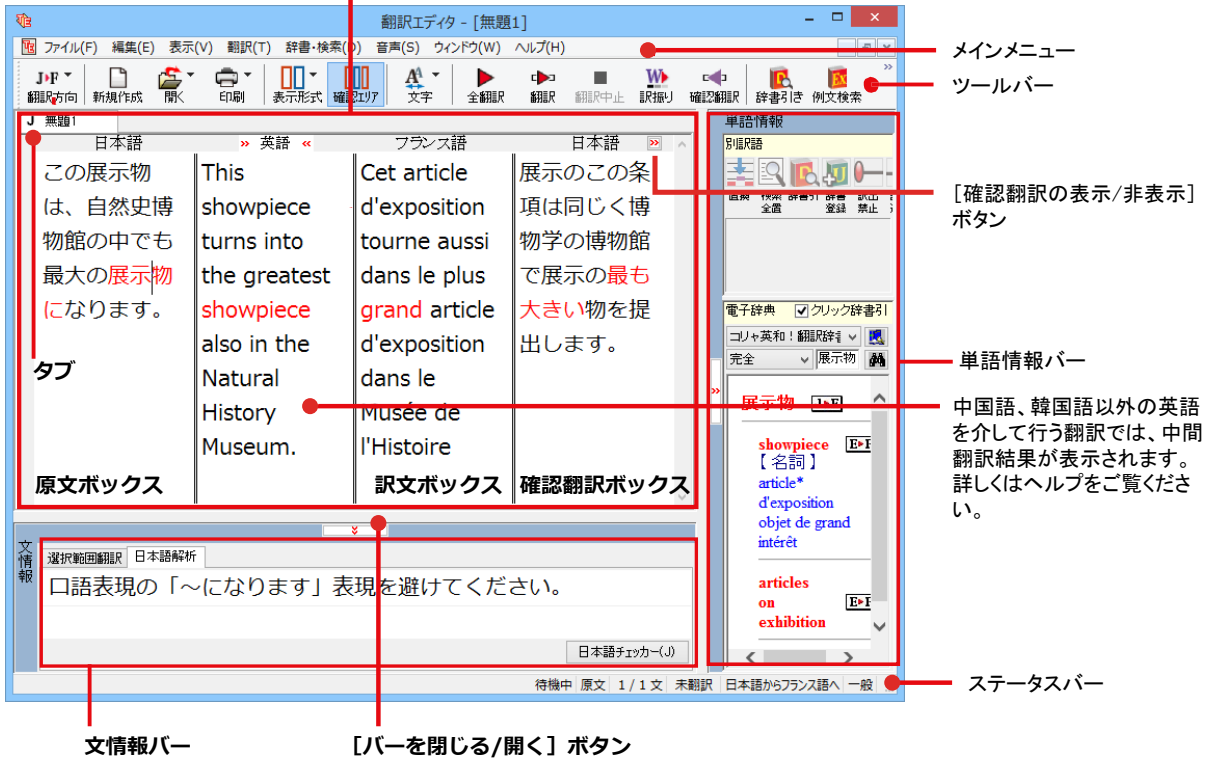 翻訳エディタ - [無題1]
ファイル(F) 編集(E) 表示(V) 翻訳(T) 辞書・検索(D) 音声(S) ウィンドウ(W) ヘルプ(H)
メインメニュー
翻訳方向 新規作成 開く 印刷 表示形式 確認エリア 文字 全翻訳 翻訳 翻訳中止 訳振り 確認翻訳 辞書引き 例文検索
ツールバー
J 無題1
日本語 » 英語 « フランス語 日本語 »
この展示物
は、自然史博
物館の中でも
最大の展示物
になります。
This
showpiece
turns into
the greatest
showpiece
also in the
Natural
History
Museum.
Cet article
d'exposition
tourne aussi
dans le plus
grand article
d'exposition
dans le
Musée de
l'Histoire
展示のこの条
項は同じく博
物学の博物館
で展示の最も
大きい物を提
出します。
タブ
原文ボックス
訳文ボックス
確認翻訳ボックス
単語情報
別訳語
置換 検索 辞書引 辞書 訳出
全置 登録 禁止
[確認翻訳の表示/非表示]
ボタン
電子辞典 クリック辞書引
コリャ英和!翻訳辞
完全 展示物
展示物 J▸E
showpiece E▸F
【名詞】
article*
d'exposition
objet de grand
intérêt
articles
on E▸F
exhibition
単語情報バー
中国語、韓国語以外の英語
を介して行う翻訳では、中間
翻訳結果が表示されます。
詳しくはヘルプをご覧くださ
い。
文情報
選択範囲翻訳 日本語解析
口語表現の「~になります」表現を避けてください。
日本語チェッカー(J)
待機中 原文 1/1文 未翻訳 日本語からフランス語へ 一般
ステータスバー
文情報バー
[バーを閉じる/開く] ボタン